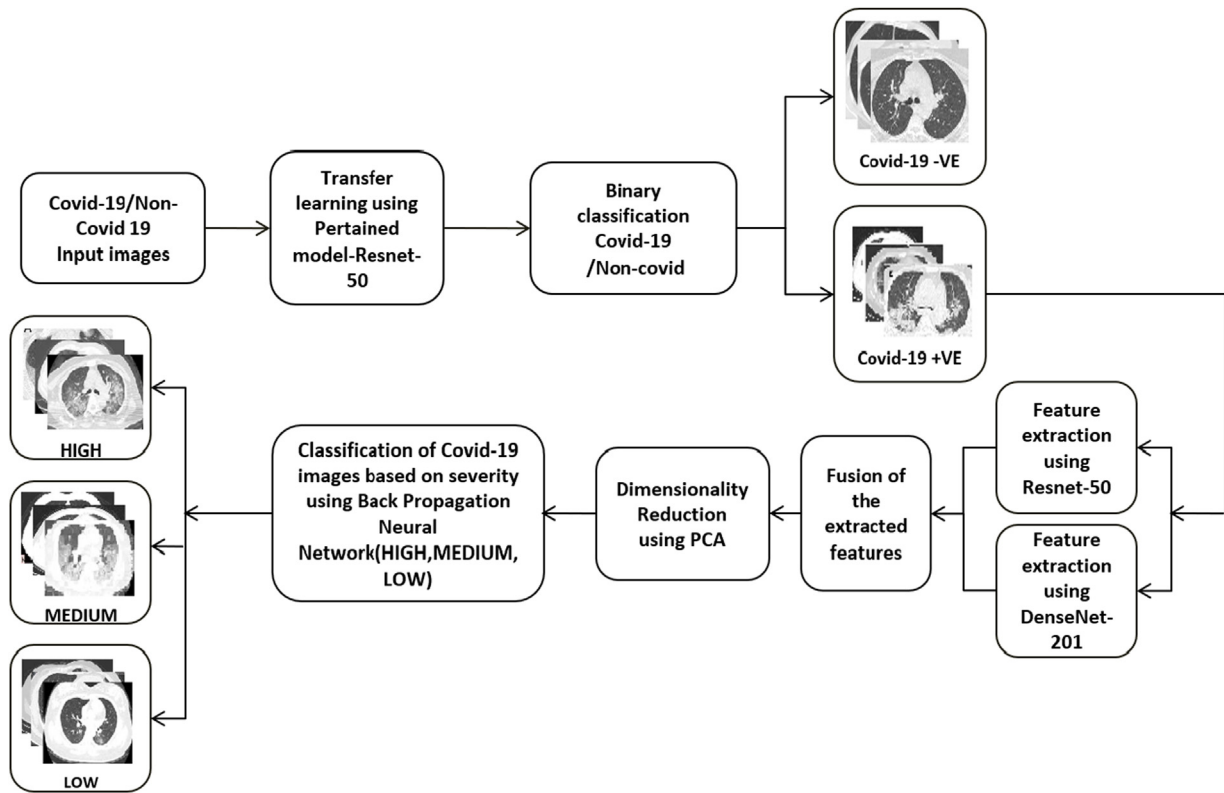 Covid-19/Non-
Covid 19
Input images
Transfer
learning using
Pertained
model-Resnet-
50
Binary
classification
Covid-19
/Non-covid
Covid-19 -VE
Covid-19 +VE
Feature
extraction
using
Resnet-50
Feature
extraction
using
DenseNet-
201
Fusion of
the
extracted
features
Dimensionality
Reduction
using PCA
Classification of Covid-19
images based on severity
using Back Propagation
Neural
Network(HIGH,MEDIUM,
LOW)
HIGH
MEDIUM
LOW